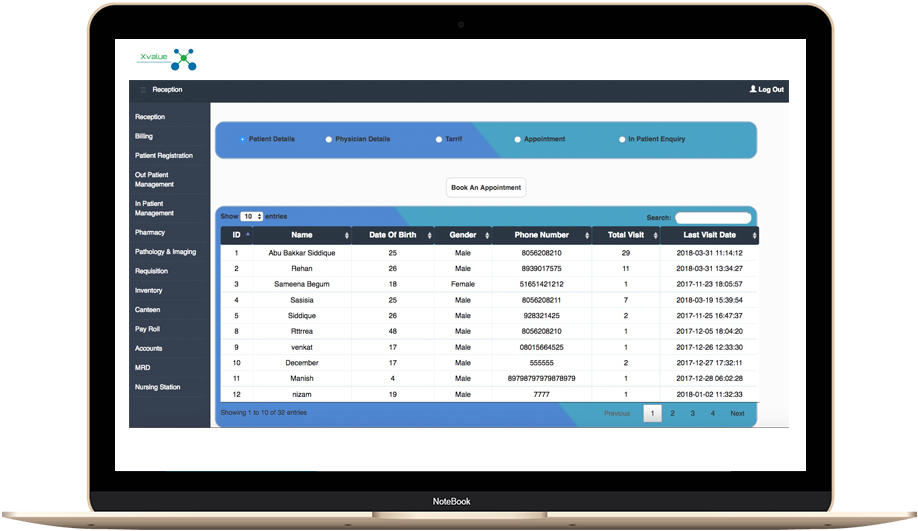 Xvalue
Reception
Log Out
Reception
Billing
Patient Registration
Out Patient
Management
In Patient
Management
Pharmacy
Pathology & Imaging
Requisition
Inventory
Canteen
Pay Roll
Accounts
MRD
Nursing Station
Patient Details Physician Details Tarrif Appointment In Patient Enquiry
Book An Appointment
Show 10 entries Search:
ID Name Date Of Birth Gender Phone Number Total Visit Last Visit Date
1 Abu Bakkar Siddique 25 Male 8056208210 29 2018-03-31 11:14:12
2 Rehan 26 Male 8939017575 11 2018-03-31 13:34:27
3 Sameena Begum 18 Female 51651421212 1 2017-11-23 18:05:57
4 Sasisia 25 Male 8056208211 7 2018-03-19 15:39:54
5 Siddique 26 Male 928321425 2 2017-11-25 16:47:37
8 Rttrrea 48 Male 8056208210 1 2017-12-05 18:04:20
9 venkat 17 Male 08015664525 1 2017-12-26 12:33:30
10 December 17 Male 555555 2 2017-12-27 17:32:11
11 Manish 4 Male 89798797979878979 1 2017-12-28 06:02:28
12 nizam 19 Male 7777 1 2018-01-02 11:32:33
Showing 1 to 10 of 32 entries Previous 1 2 3 4 Next
NoteBook